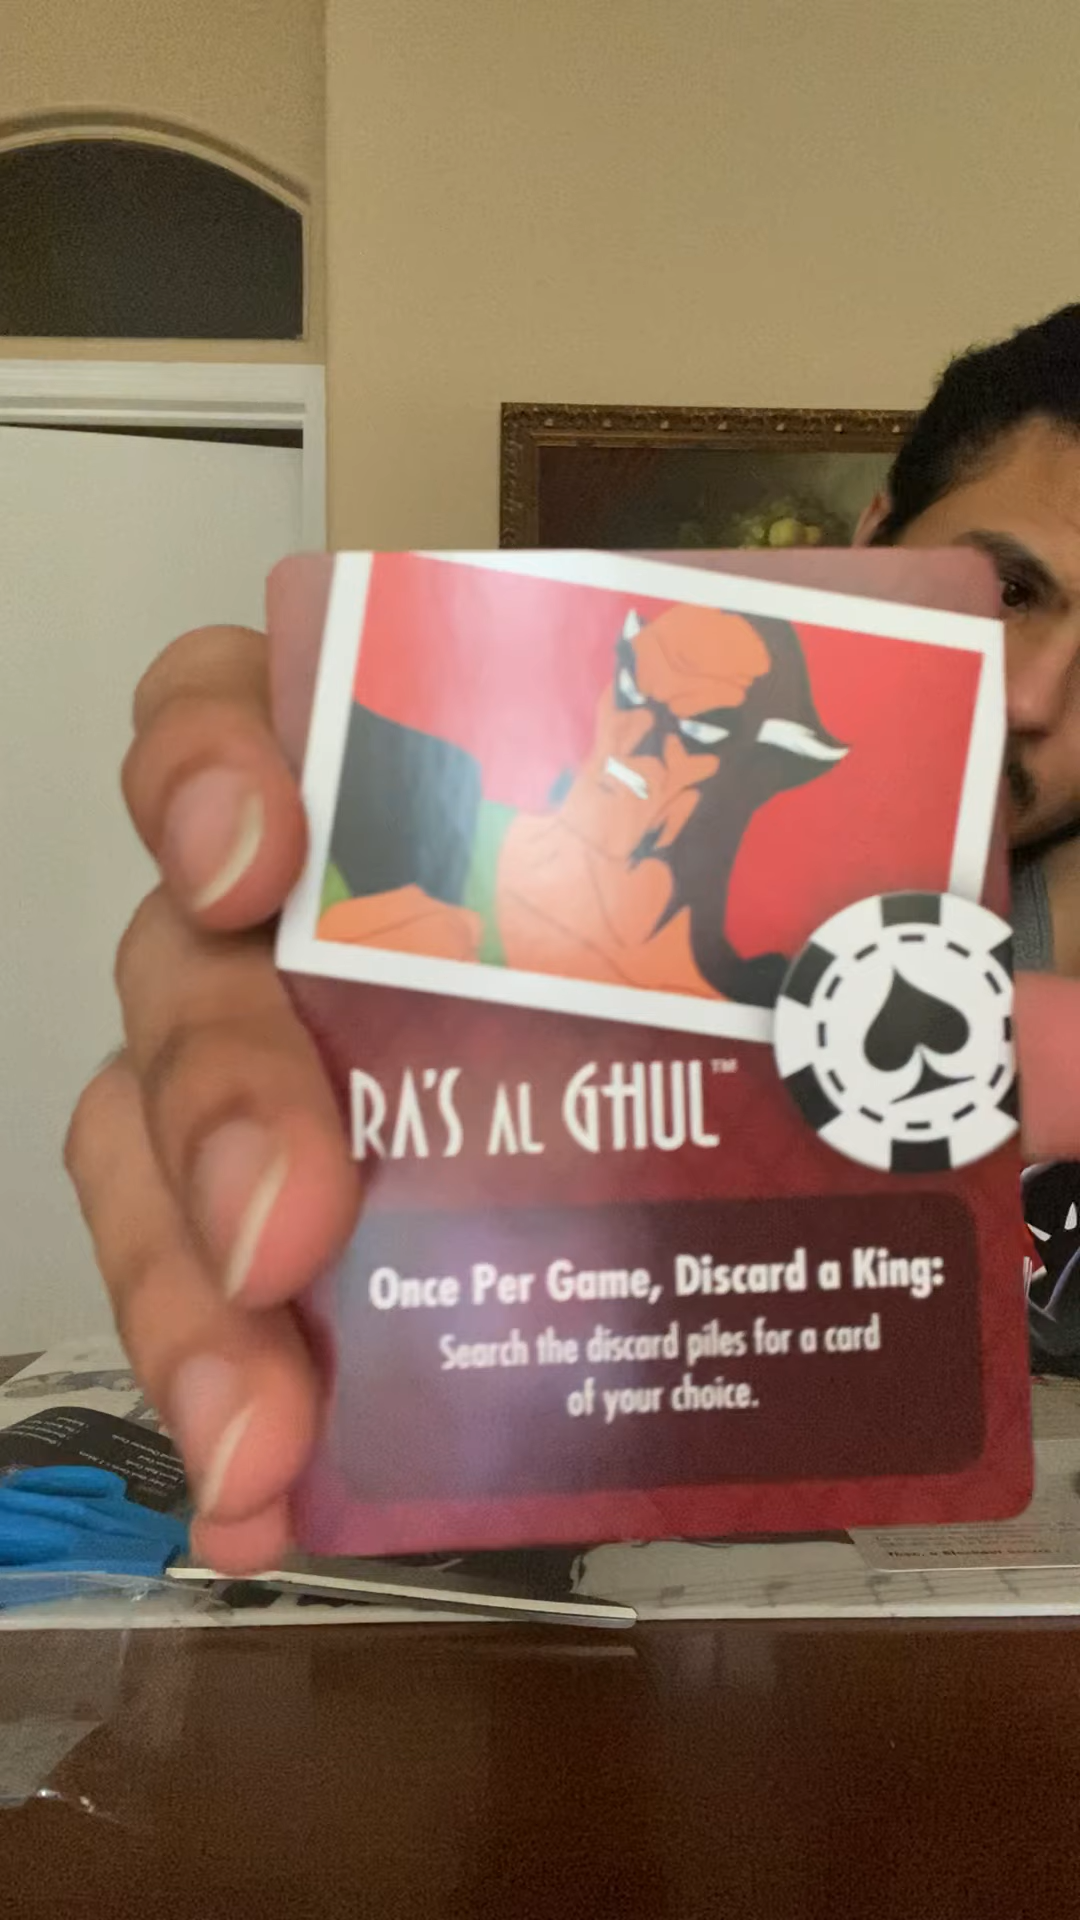 RA'S AL GHUL™
Once Per Game, Discard a King:
Search the discard piles for a card
of your choice.